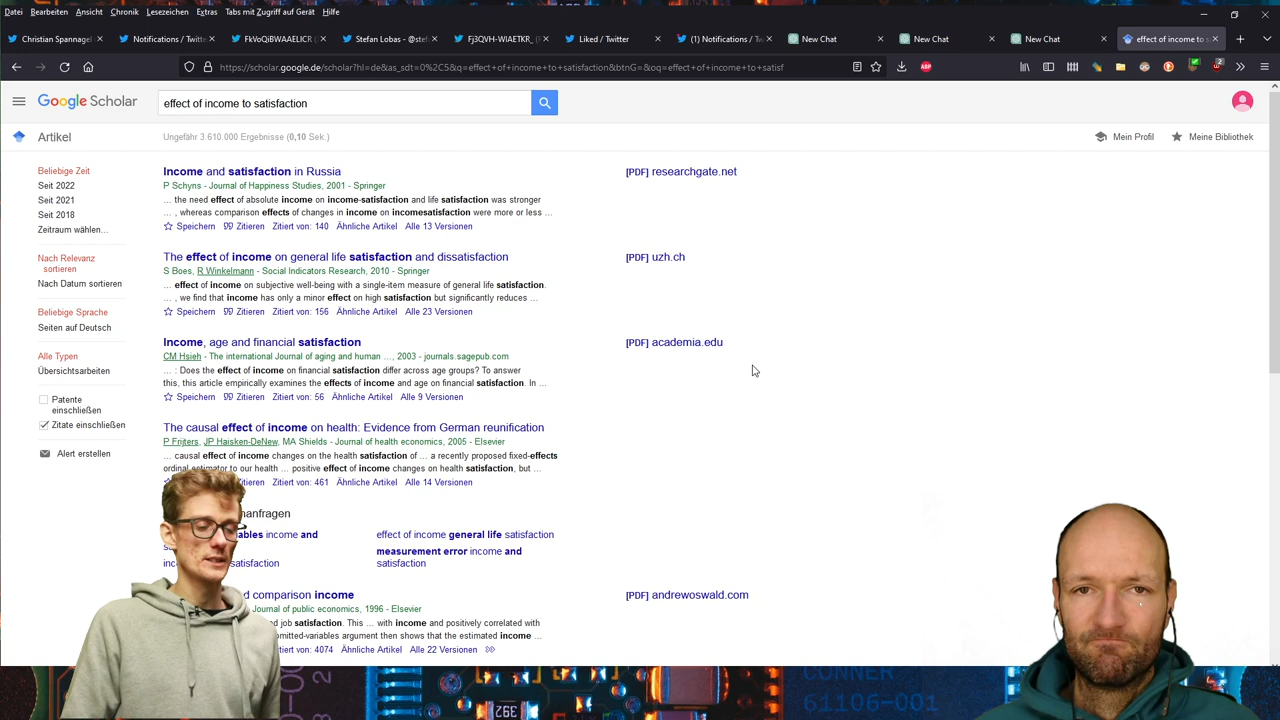 Datei Bearbeiten Ansicht Chronik Lesezeichen Extras Tabs mit Zugriff auf Gerät Hilfe
Christian Spannagel Notifications / Twitte FkVoQiBWAAELICR ( Stefan Lobas - @stef Fj3QVH-WIAETKR_ ( Liked / Twitter (1) Notifications / Tw New Chat New Chat New Chat effect of income to s
https://scholar.google.de/scholar?hl=de&as_sdt=0%2C5&q=effect+of+income+to+satisfaction&btnG=&oq=effect+of+income+to+satisf
Google Scholar effect of income to satisfaction
Artikel Ungefähr 3.610.000 Ergebnisse (0,10 Sek.) Mein Profil Meine Bibliothek
Beliebige Zeit
Seit 2022
Seit 2021
Seit 2018
Zeitraum wählen...
Nach Relevanz
sortieren
Nach Datum sortieren
Beliebige Sprache
Seiten auf Deutsch
Alle Typen
Übersichtsarbeiten
Patente
einschließen
Zitate einschließen
Alert erstellen
Income and satisfaction in Russia
P Schyns - Journal of Happiness Studies, 2001 - Springer
… the need effect of absolute income on income-satisfaction and life satisfaction was stronger
… , whereas comparison effects of changes in income on incomesatisfaction were more or less …
Speichern Zitieren Zitiert von: 140 Ähnliche Artikel Alle 13 Versionen
[PDF] researchgate.net
The effect of income on general life satisfaction and dissatisfaction
S Boes, R Winkelmann - Social Indicators Research, 2010 - Springer
… effect of income on subjective well-being with a single-item measure of general life satisfaction.
… , we find that income has only a minor effect on high satisfaction but significantly reduces …
Speichern Zitieren Zitiert von: 156 Ähnliche Artikel Alle 23 Versionen
[PDF] uzh.ch
Income, age and financial satisfaction
CM Hsieh - The international Journal of aging and human …, 2003 - journals.sagepub.com
… : Does the effect of income on financial satisfaction differ across age groups? To answer
this, this article empirically examines the effects of income and age on financial satisfaction. In …
Speichern Zitieren Zitiert von: 56 Ähnliche Artikel Alle 9 Versionen
[PDF] academia.edu
The causal effect of income on health: Evidence from German reunification
P Frijters, JP Haisken-DeNew, MA Shields - Journal of health economics, 2005 - Elsevier
… causal effect of income changes on the health satisfaction of … a recently proposed fixed-effects
ordinal estimator to our health … positive effect of income changes on health satisfaction, but …
itieren Zitiert von: 461 Ähnliche Artikel Alle 14 Versionen
manfragen
ables income and
satisfaction
effect of income general life satisfaction
measurement error income and
satisfaction
d comparison income
Journal of public economics, 1996 - Elsevier
d job satisfaction. This … with income and positively correlated with
mitted-variables argument then shows that the estimated income …
von: 4074 Ähnliche Artikel Alle 22 Versionen
[PDF] andrewoswald.com
CONNER
61106-001
392